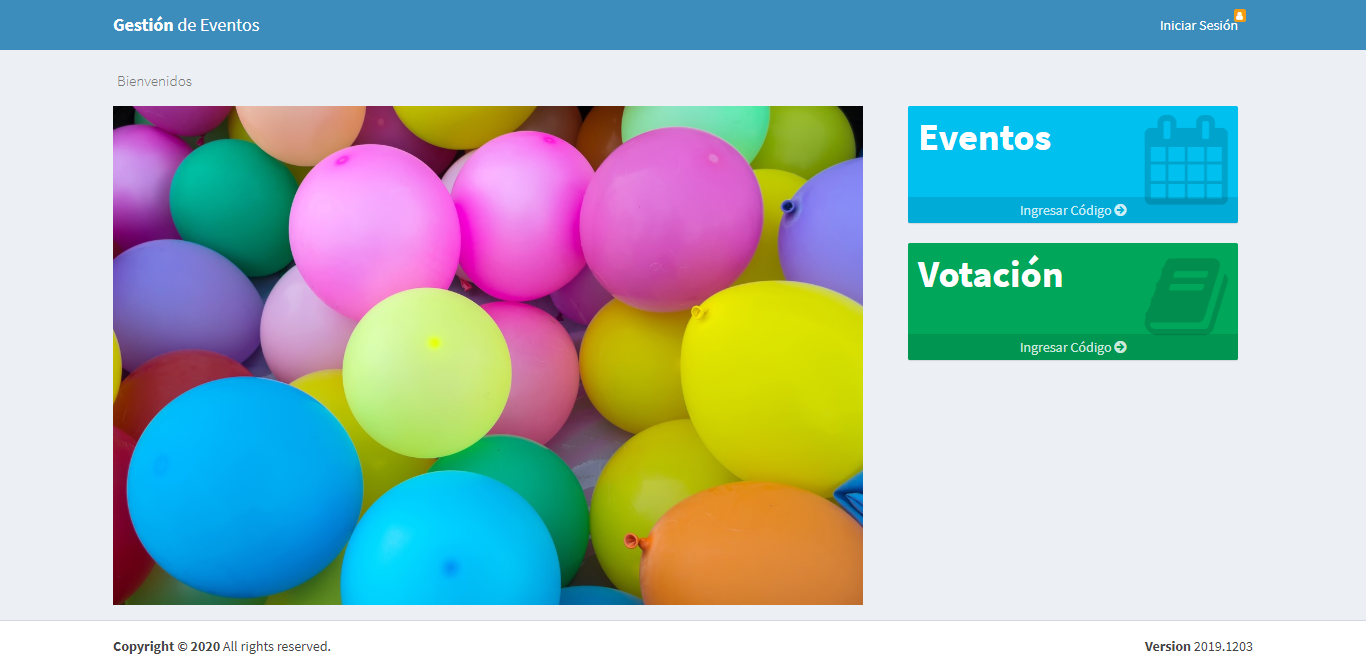 Gestión de Eventos
Iniciar Sesión
Bienvenidos
Eventos
Ingresar Código
Votación
Ingresar Código
Copyright © 2020 All rights reserved.
Version 2019.1203